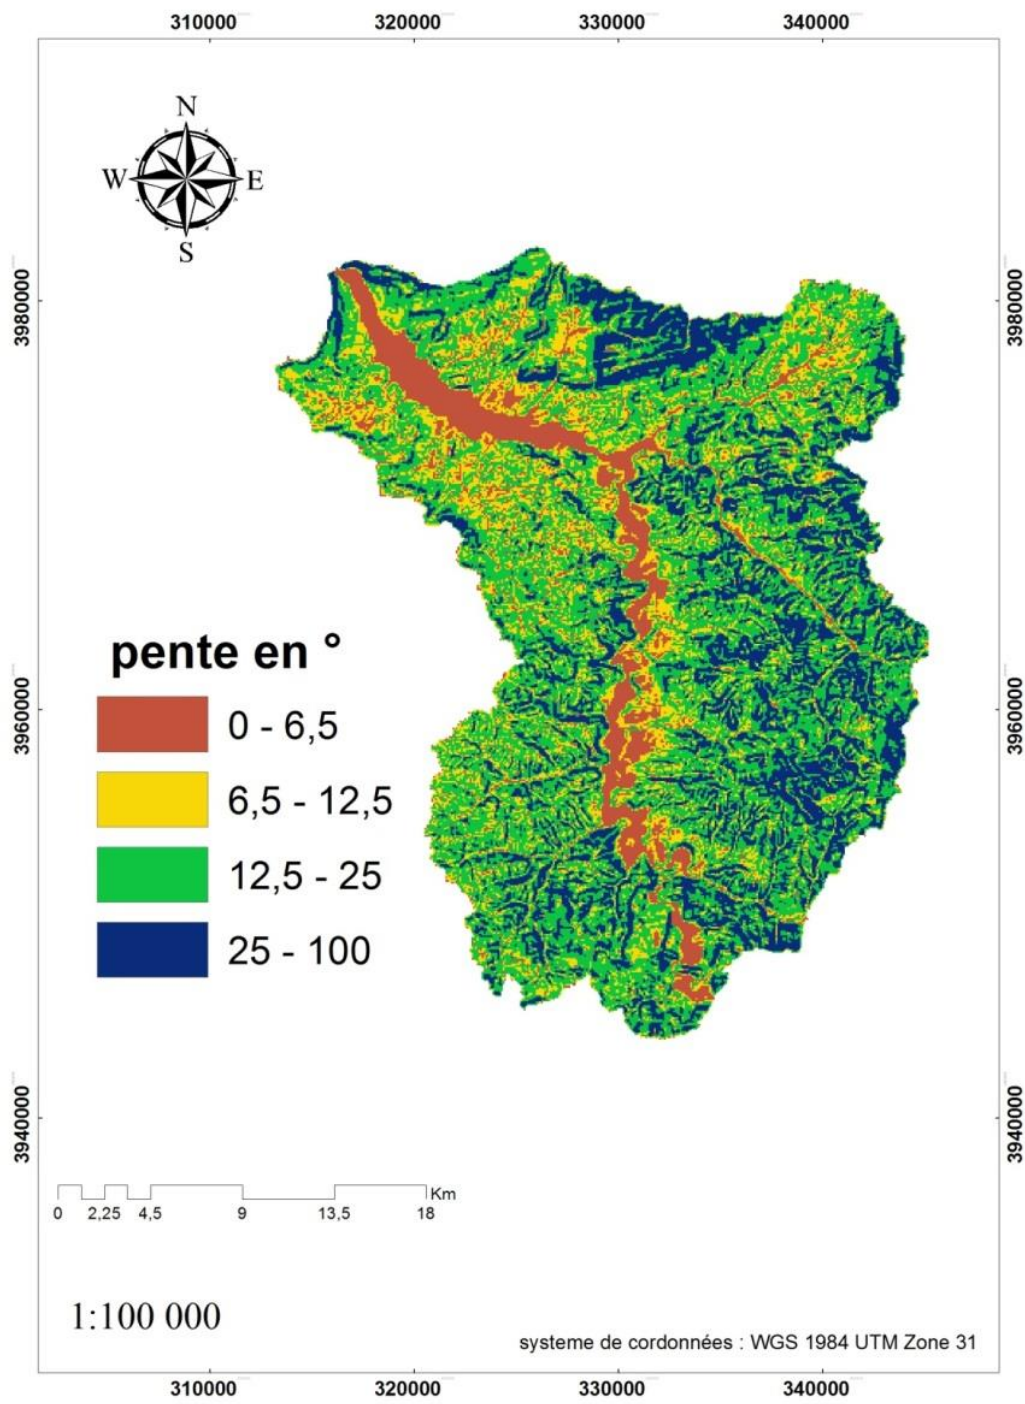 310000 320000 330000 340000
N
W E
S
3980000 3980000
pente en °
0 - 6,5
6,5 - 12,5
12,5 - 25
25 - 100
3960000 3960000
3940000 3940000
Km
0 2,25 4,5 9 13,5 18
1:100 000
systeme de cordonnées : WGS 1984 UTM Zone 31
310000 320000 330000 340000